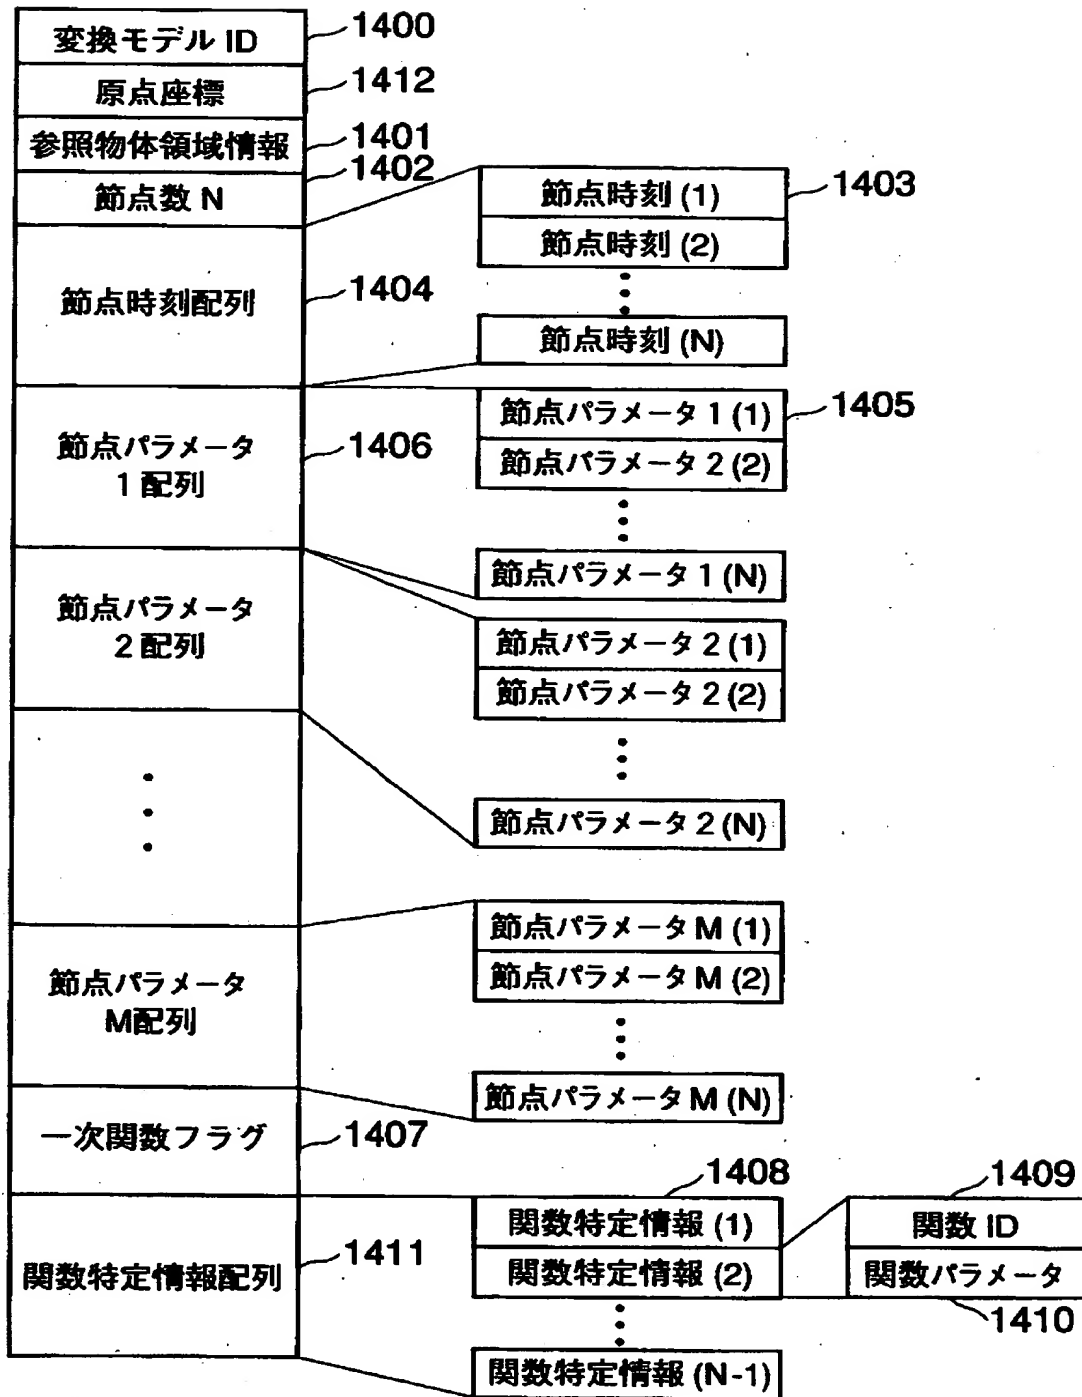 変換モデル ID
1400
原点座標
1412
参照物体領域情報
1401
節点数 N
1402
節点時刻配列
1404
節点時刻 (1)
1403
節点時刻 (2)
節点時刻 (N)
節点パラメータ
1 配列
1406
節点パラメータ 1 (1)
1405
節点パラメータ 2 (2)
節点パラメータ 1 (N)
節点パラメータ
2 配列
節点パラメータ 2 (1)
節点パラメータ 2 (2)
節点パラメータ 2 (N)
節点パラメータ
M配列
節点パラメータ M (1)
節点パラメータ M (2)
節点パラメータ M (N)
一次関数フラグ
1407
関数特定情報配列
1411
1408
関数特定情報 (1)
関数特定情報 (2)
関数特定情報 (N-1)
1409
関数 ID
関数パラメータ
1410